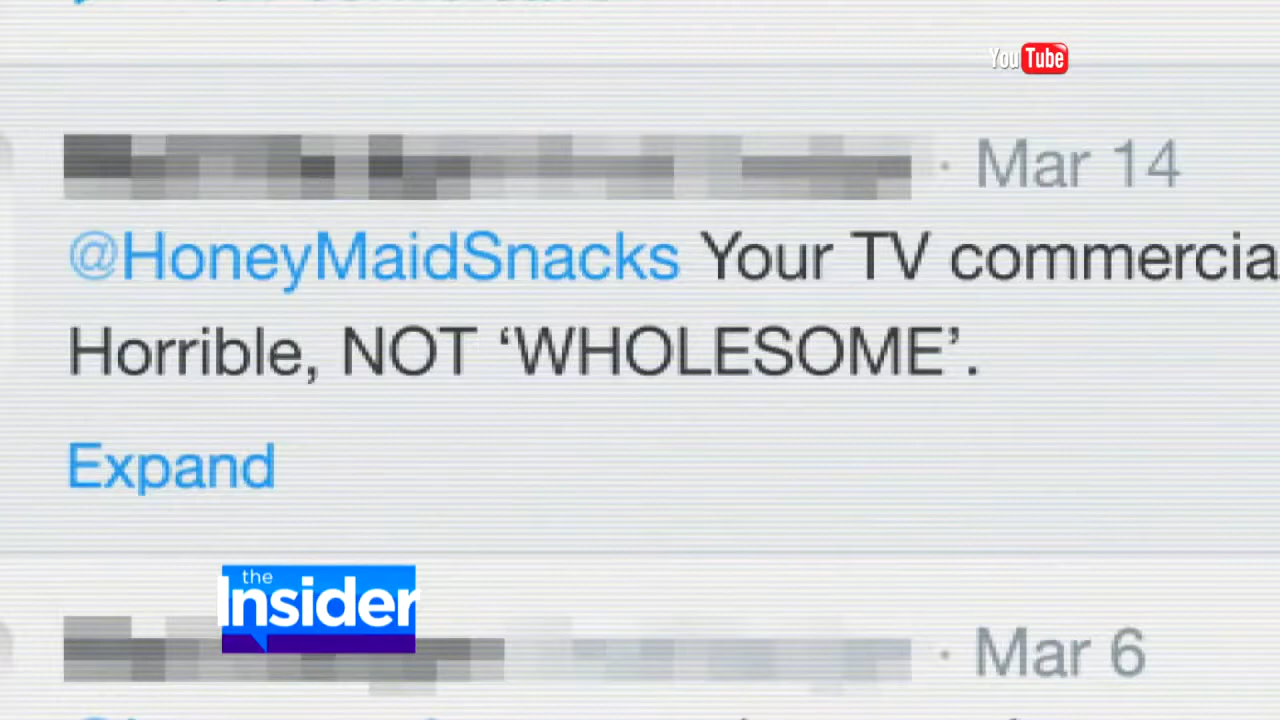 YouTube
· Mar 14
@HoneyMaidSnacks Your TV commercia
Horrible, NOT ‘WHOLESOME’.
Expand
the
Insider
· Mar 6